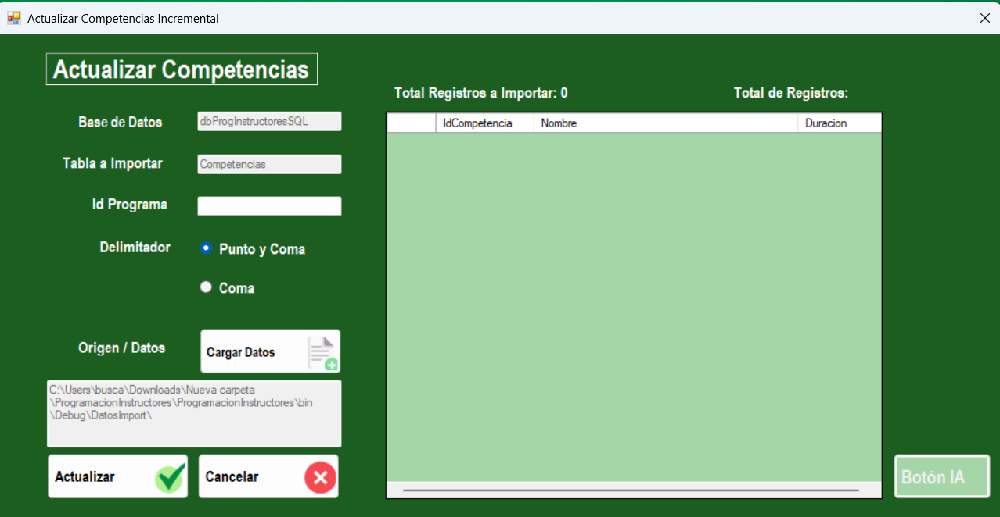 Actualizar Competencias Incremental
Actualizar Competencias
Base de Datos
dbProgInstructoresSQL
Tabla a Importar
Competencias
Id Programa
Delimitador
Punto y Coma
Coma
Origen / Datos
Cargar Datos
C:\Users\busca\Downloads\Nueva carpeta
\ProgramacionInstructores\ProgramacionInstructores\bin
\Debug\DatosImport\
Actualizar
Cancelar
Total Registros a Importar: 0
Total de Registros:
IdCompetencia
Nombre
Duracion
Botón IA